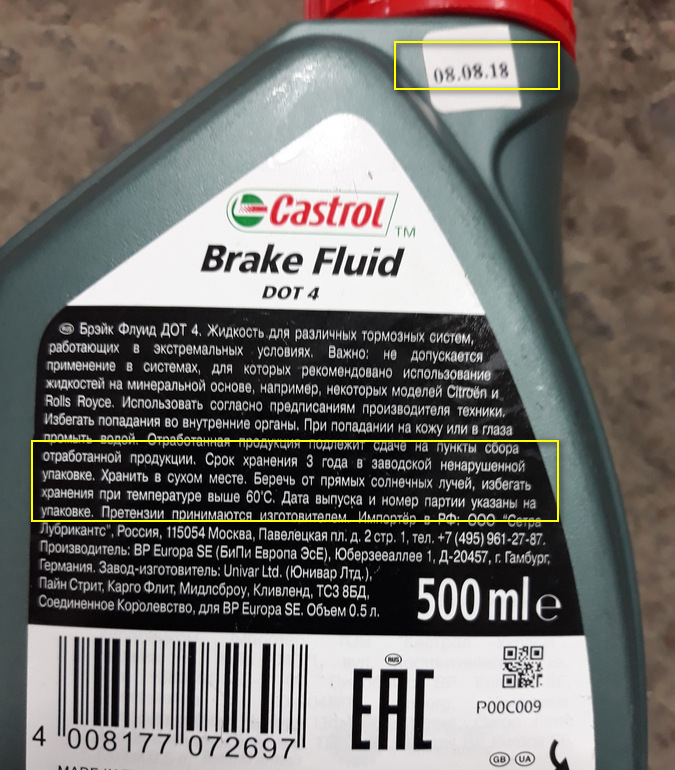 08.08.18
Castrol
TM
Brake Fluid
DOT 4
RUS Брэйк Флуид ДОТ 4. Жидкость для различных тормозных систем,
работающих в экстремальных условиях. Важно: не допускается
применение в системах, для которых рекомендовано использование
жидкостей на минеральной основе, например, некоторых моделей Citroën и
Rolls Royce. Использовать согласно предписаниям производителя техники.
Избегать попадания во внутренние органы. При попадании на кожу или в глаза
промыть водой. Отработанная продукция подлежит сдаче на пункты сбора
отработанной продукции. Срок хранения 3 года в заводской ненарушенной
упаковке. Хранить в сухом месте. Беречь от прямых солнечных лучей, избегать
хранения при температуре выше 60°С. Дата выпуска и номер партии указаны на
упаковке. Претензии принимаются изготовителем. Импортёр в РФ: ООО "Сетра
Лубрикантс", Россия, 115054 Москва, Павелецкая пл. д. 2 стр. 1, тел. +7 (495) 961-27-87.
Производитель: BP Europa SE (БиПи Европа ЭсЕ), Юберзееаллее 1, Д-20457, г. Гамбург,
Германия. Завод-изготовитель: Univar Ltd. (Юнивар Лтд.),
Пайн Стрит, Карго Флит, Мидлсброу, Кливленд, ТС3 8БД,
Соединенное Королевство, для BP Europa SE. Объем 0.5 л.
500 ml e
4 008177 072697
RUS
EAC
P00C009
GB UA